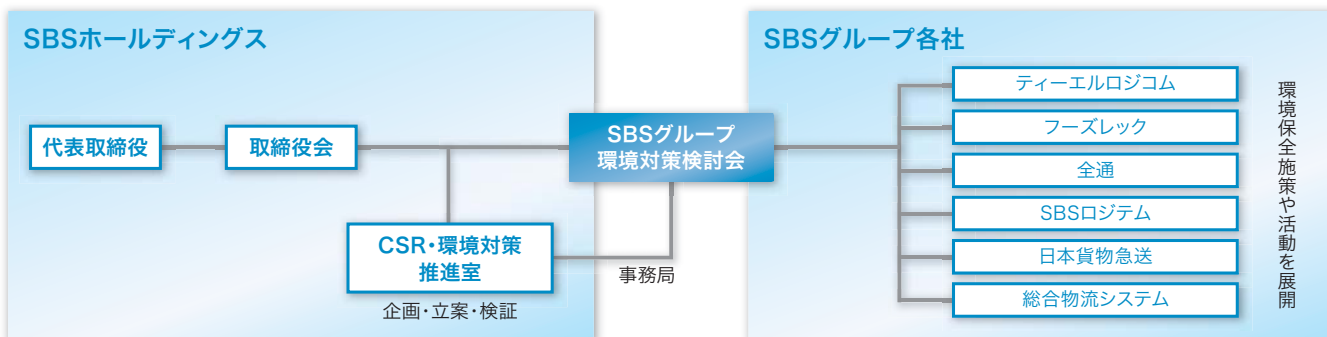 SBSホールディングス
代表取締役
取締役会
CSR・環境対策
推進室
企画・立案・検証
SBSグループ
環境対策検討会
事務局
SBSグループ各社
ティーエルロジコム
フーズレック
全通
SBSロジテム
日本貨物急送
総合物流システム
環境保全施策や活動を展開